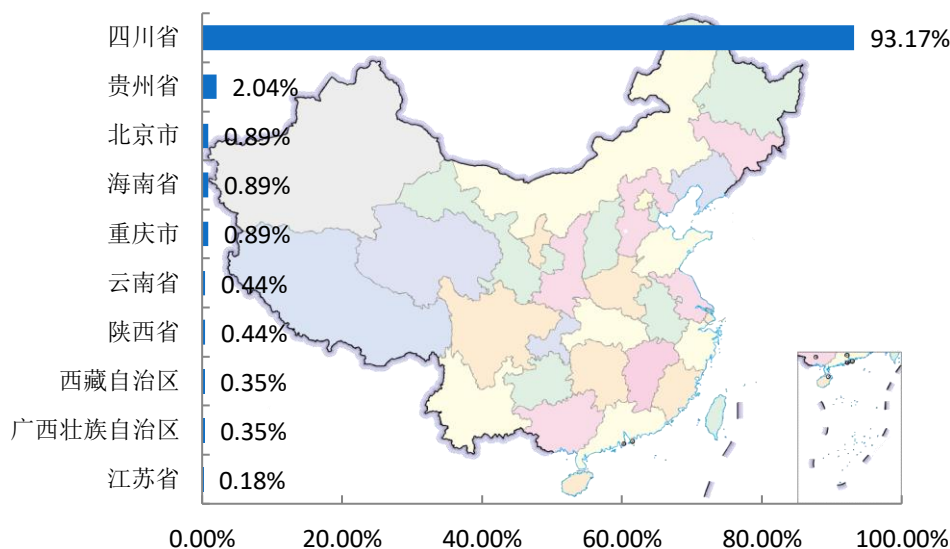 四川省 93.17%
贵州省 2.04%
北京市 0.89%
海南省 0.89%
重庆市 0.89%
云南省 0.44%
陕西省 0.44%
西藏自治区 0.35%
广西壮族自治区 0.35%
江苏省 0.18%
0.00% 20.00% 40.00% 60.00% 80.00% 100.00%